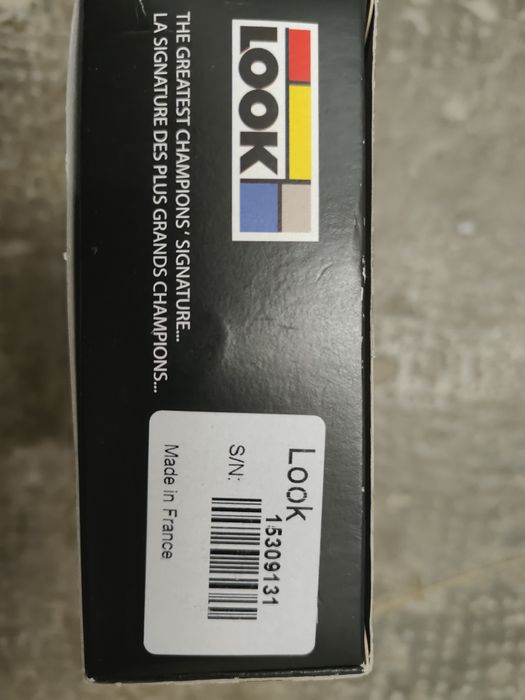 LOOK
THE GREATEST CHAMPIONS' SIGNATURE...
LA SIGNATURE DES PLUS GRANDS CHAMPIONS...
Look
15309131
S/N:
Made in France